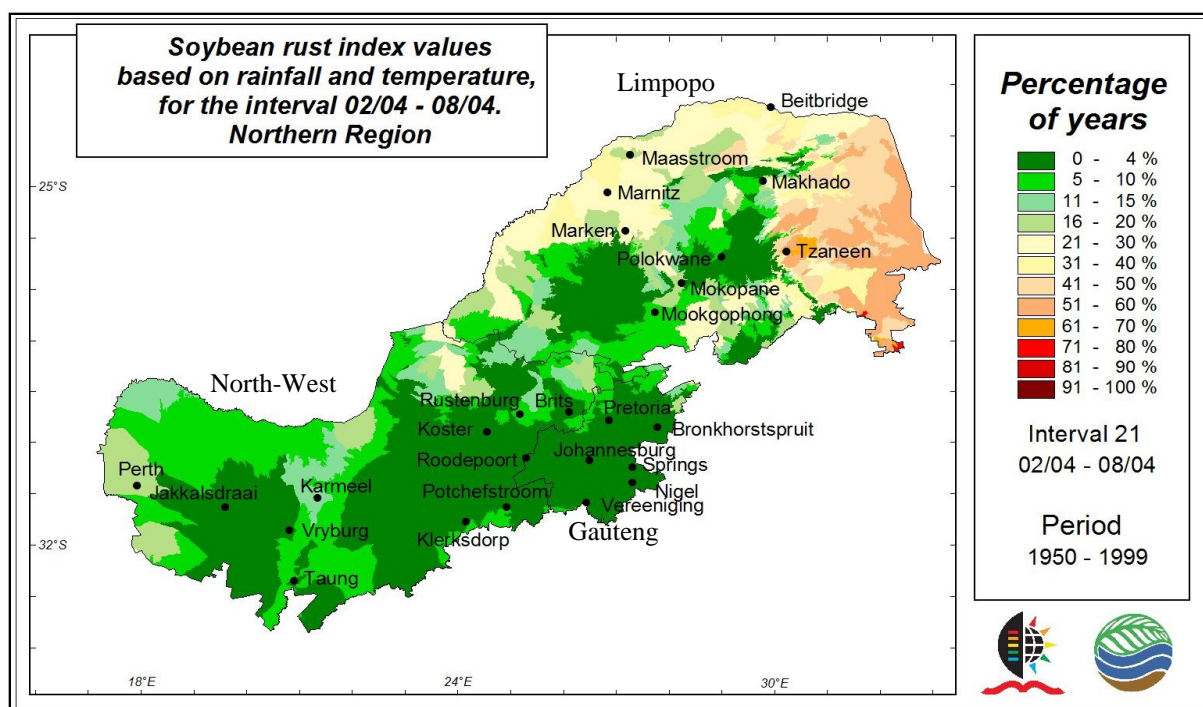 Soybean rust index values
based on rainfall and temperature,
for the interval 02/04 - 08/04.
Northern Region
Limpopo
Beitbridge
Maasstroom
25°S
Makhado
Marnitz
Marken
Tzaneen
Polokwane
Mokopane
Mookgophong
North-West
Rustenburg
Brits
Pretoria
Koster
Bronkhorstspruit
Johannesburg
Roodepoort
Springs
Perth
Jakkalsdraai
Karmeel
Potchefstroom
Nigel
Vereeniging
Vryburg
Klerksdorp
Gauteng
32°S
Taung
18°E
24°E
30°E
Percentage
of years
0 - 4 %
5 - 10 %
11 - 15 %
16 - 20 %
21 - 30 %
31 - 40 %
41 - 50 %
51 - 60 %
61 - 70 %
71 - 80 %
81 - 90 %
91 - 100 %
Interval 21
02/04 - 08/04
Period
1950 - 1999